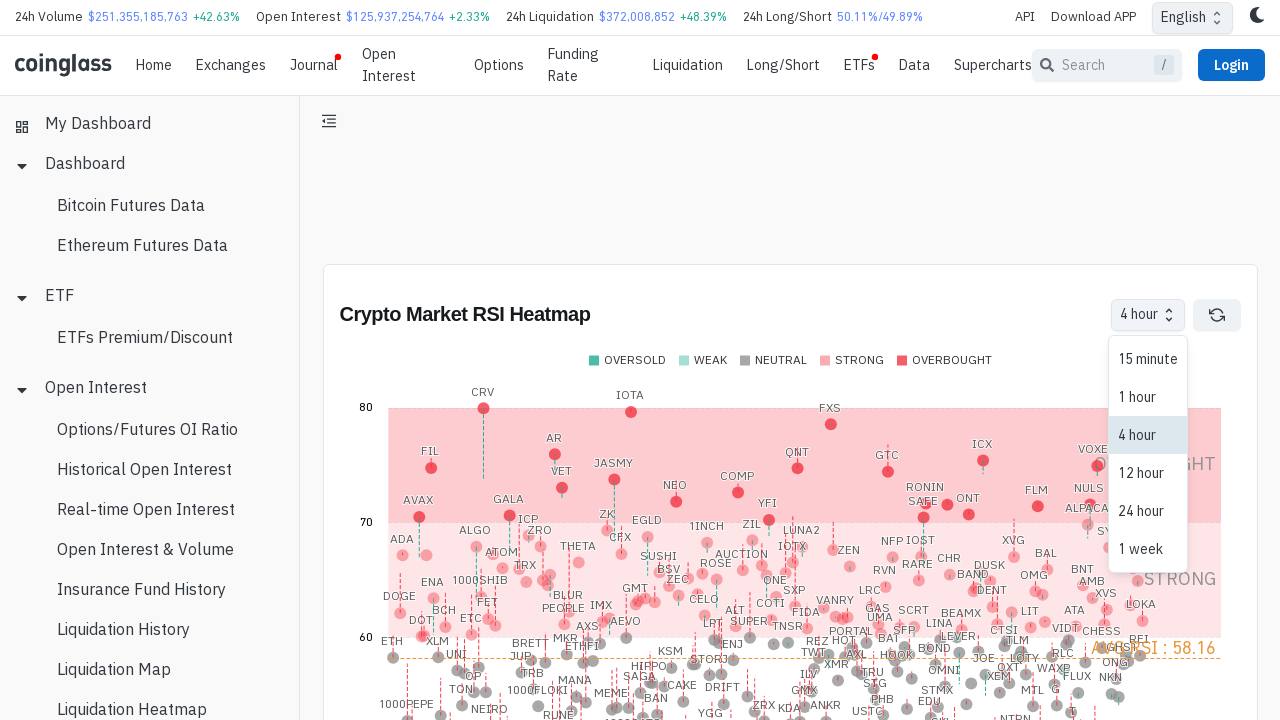 24h Volume $251,355,185,763 +42.63% Open Interest $125,937,254,764 +2.33% 24h Liquidation $372,008,852 +48.39% 24h Long/Short 50.11%/49.89% API Download APP English
coinglass Home Exchanges Journal Open Interest Options Funding Rate Liquidation Long/Short ETFs Data Supercharts Search / Login
My Dashboard
Dashboard
Bitcoin Futures Data
Ethereum Futures Data
ETF
ETFs Premium/Discount
Open Interest
Options/Futures OI Ratio
Historical Open Interest
Real-time Open Interest
Open Interest & Volume
Insurance Fund History
Liquidation History
Liquidation Map
Liquidation Heatmap
Crypto Market RSI Heatmap
4 hour
15 minute
1 hour
4 hour
12 hour
24 hour
1 week
OVERSOLD WEAK NEUTRAL STRONG OVERBOUGHT
80
CRV IOTA FXS
FIL AR VET JASMY NEO COMP QNT GTC ICX VOXE
AVAX GALA YFI RONIN SAFE ONT FLM NULS
70
ADA ALGO ICP ZRO ZK CFX EGLD 1INCH ZIL LUNA2 NFP IOST XVG ALPACA
ATOM TRX THETA SUSHI BSV ROSE AUCTION IOTX ZEN RARE CHR BAL
STRONG
DOGE ENA 1000SHIB FET BLUR GMT ZEC CELO ONE SXP RVN BAND DUSK OMG BNT AMB
DOT BCH ETC PEOPLE IMX AEVO LPT ALT COTI FIDA VANRY LRC GAS DENT LIT XVS LOKA
60
ETH XLM UNI BRETT MKR AXS ETHFI KSM ENJ SUPER TNSR REZ HOT PORTAL UMA BAT SCRT SFP LINA BEAMX CTSI ATA VIDT CHESS
AVG RSI : 58.16
OP JUP TRB HIFI STORJ TWT XMR AXL HOOK BOND LEVER JOE TLM LOTY RLC ONG
TON 1000FLOKI MANA SAGA CAKE DRIFT ILV TRU STG OMNI XEM OXT WAXP FLUX NKN
1000PEPE NEIRO RUNE MEME BAN YGG ZRX GMX KDA ANKR PHB USTC STMX EDU MTL